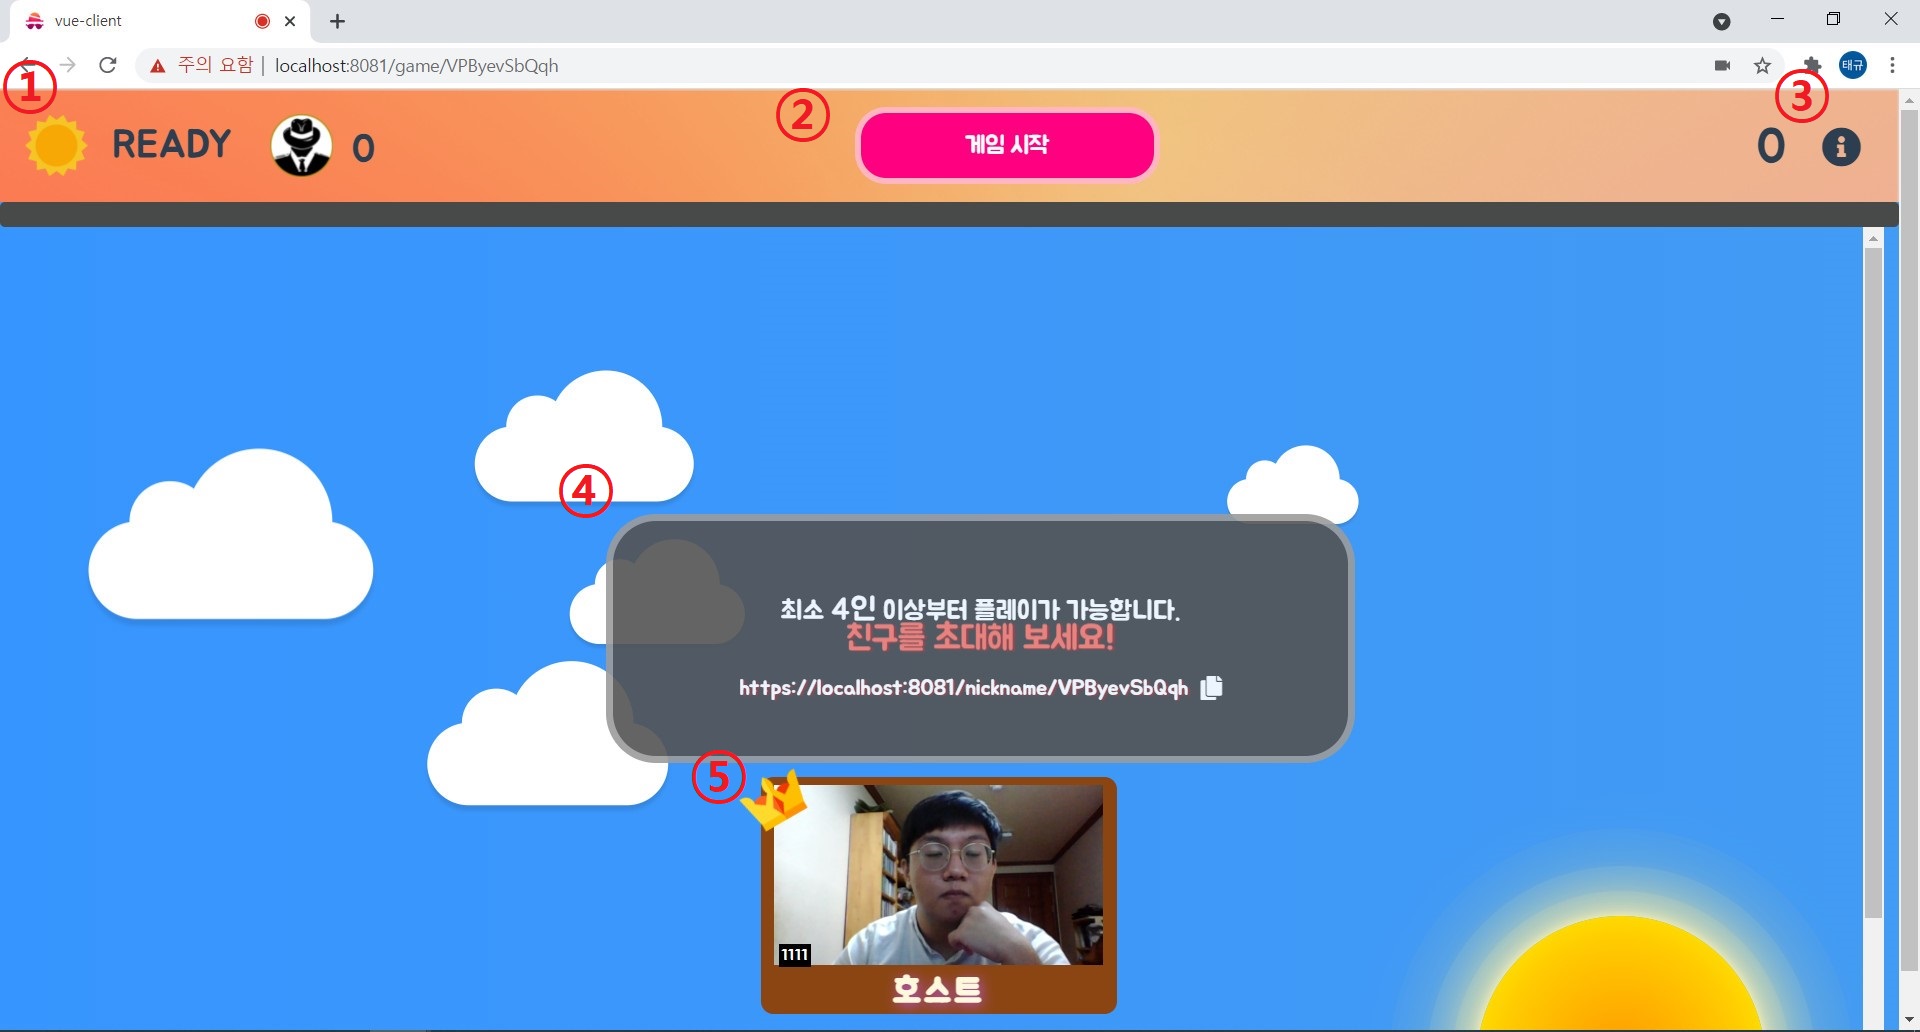 vue-client
주의 요함 | localhost:8081/game/VPByevSbQqh
태규
① ② ③
READY 0 게임 시작 0
④
최소 4인 이상부터 플레이가 가능합니다.
친구를 초대해 보세요!
https://localhost:8081/nickname/VPByevSbQqh
⑤
1111
호스트